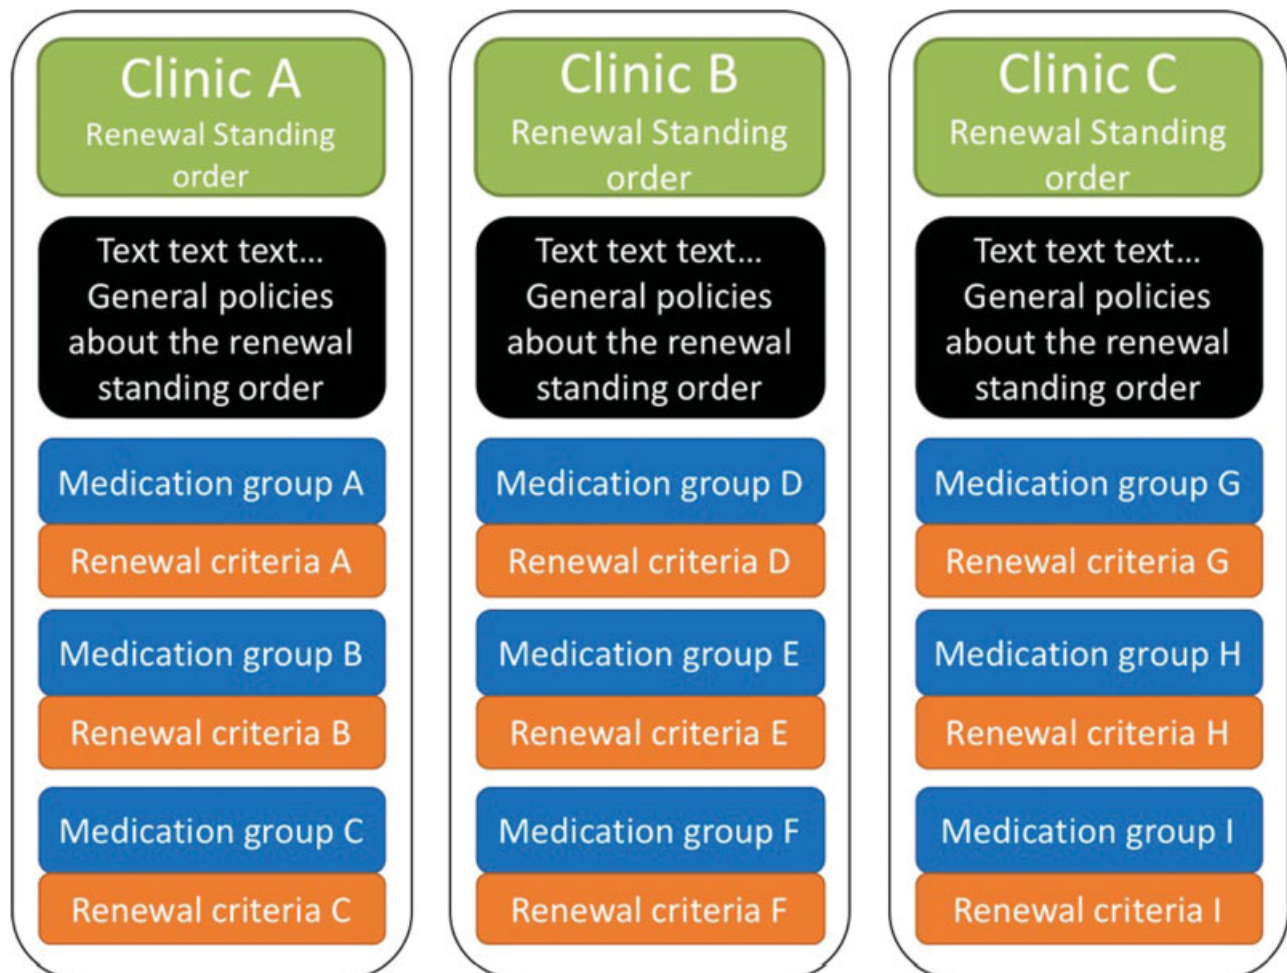 Clinic A
Renewal Standing
order
Text text text...
General policies
about the renewal
standing order
Medication group A
Renewal criteria A
Medication group B
Renewal criteria B
Medication group C
Renewal criteria C
Clinic B
Renewal Standing
order
Text text text...
General policies
about the renewal
standing order
Medication group D
Renewal criteria D
Medication group E
Renewal criteria E
Medication group F
Renewal criteria F
Clinic C
Renewal Standing
order
Text text text...
General policies
about the renewal
standing order
Medication group G
Renewal criteria G
Medication group H
Renewal criteria H
Medication group I
Renewal criteria I